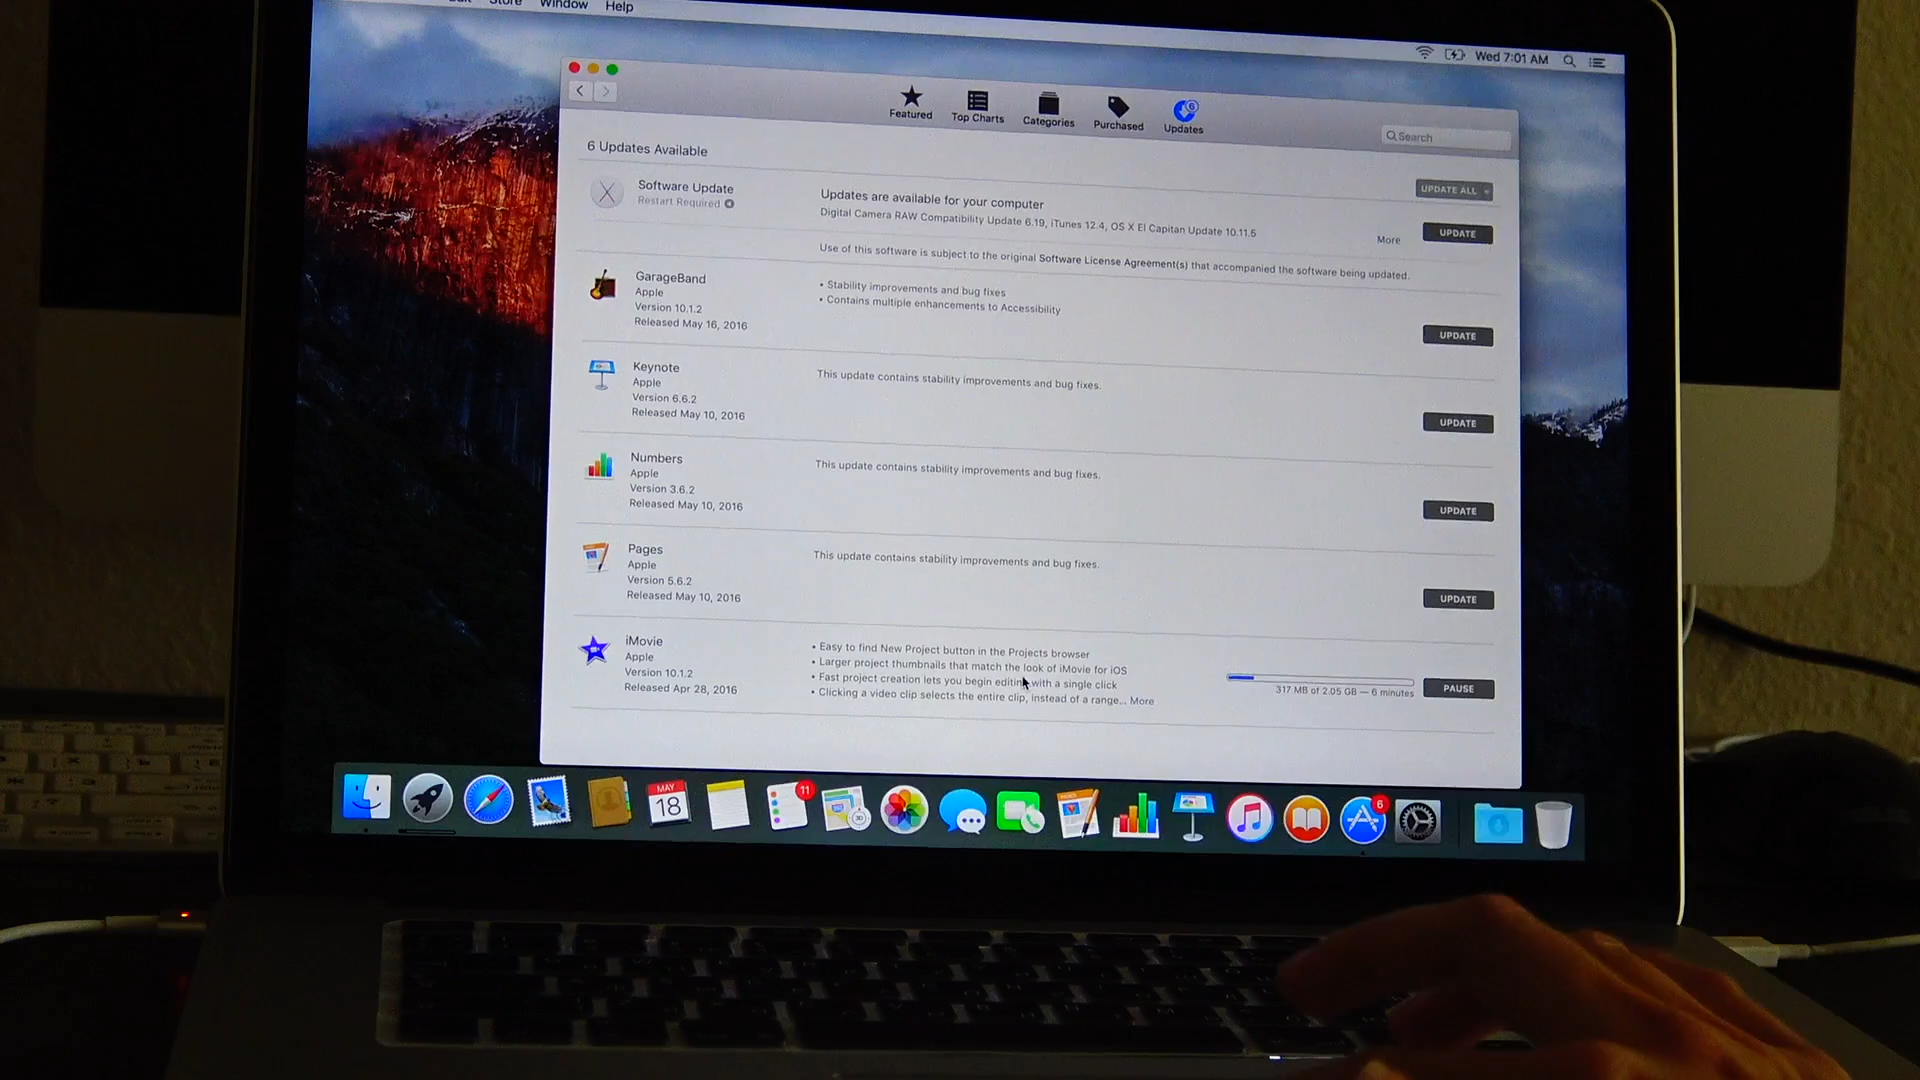 Store Window Help
Wed 7:01 AM
Featured
Top Charts
Categories
Purchased
6
Updates
Search
6 Updates Available
UPDATE ALL
Software Update
Restart Required
Updates are available for your computer
Digital Camera RAW Compatibility Update 6.19, iTunes 12.4, OS X El Capitan Update 10.11.5
More
UPDATE
Use of this software is subject to the original Software License Agreement(s) that accompanied the software being updated.
GarageBand
Apple
Version 10.1.2
Released May 16, 2016
• Stability improvements and bug fixes
• Contains multiple enhancements to Accessibility
UPDATE
Keynote
Apple
Version 6.6.2
Released May 10, 2016
This update contains stability improvements and bug fixes.
UPDATE
Numbers
Apple
Version 3.6.2
Released May 10, 2016
This update contains stability improvements and bug fixes.
UPDATE
Pages
Apple
Version 5.6.2
Released May 10, 2016
This update contains stability improvements and bug fixes.
UPDATE
iMovie
Apple
Version 10.1.2
Released Apr 28, 2016
• Easy to find New Project button in the Projects browser
• Larger project thumbnails that match the look of iMovie for iOS
• Fast project creation lets you begin editing with a single click
• Clicking a video clip selects the entire clip, instead of a range... More
317 MB of 2.05 GB — 6 minutes
PAUSE
MAY
18
11
3D
6